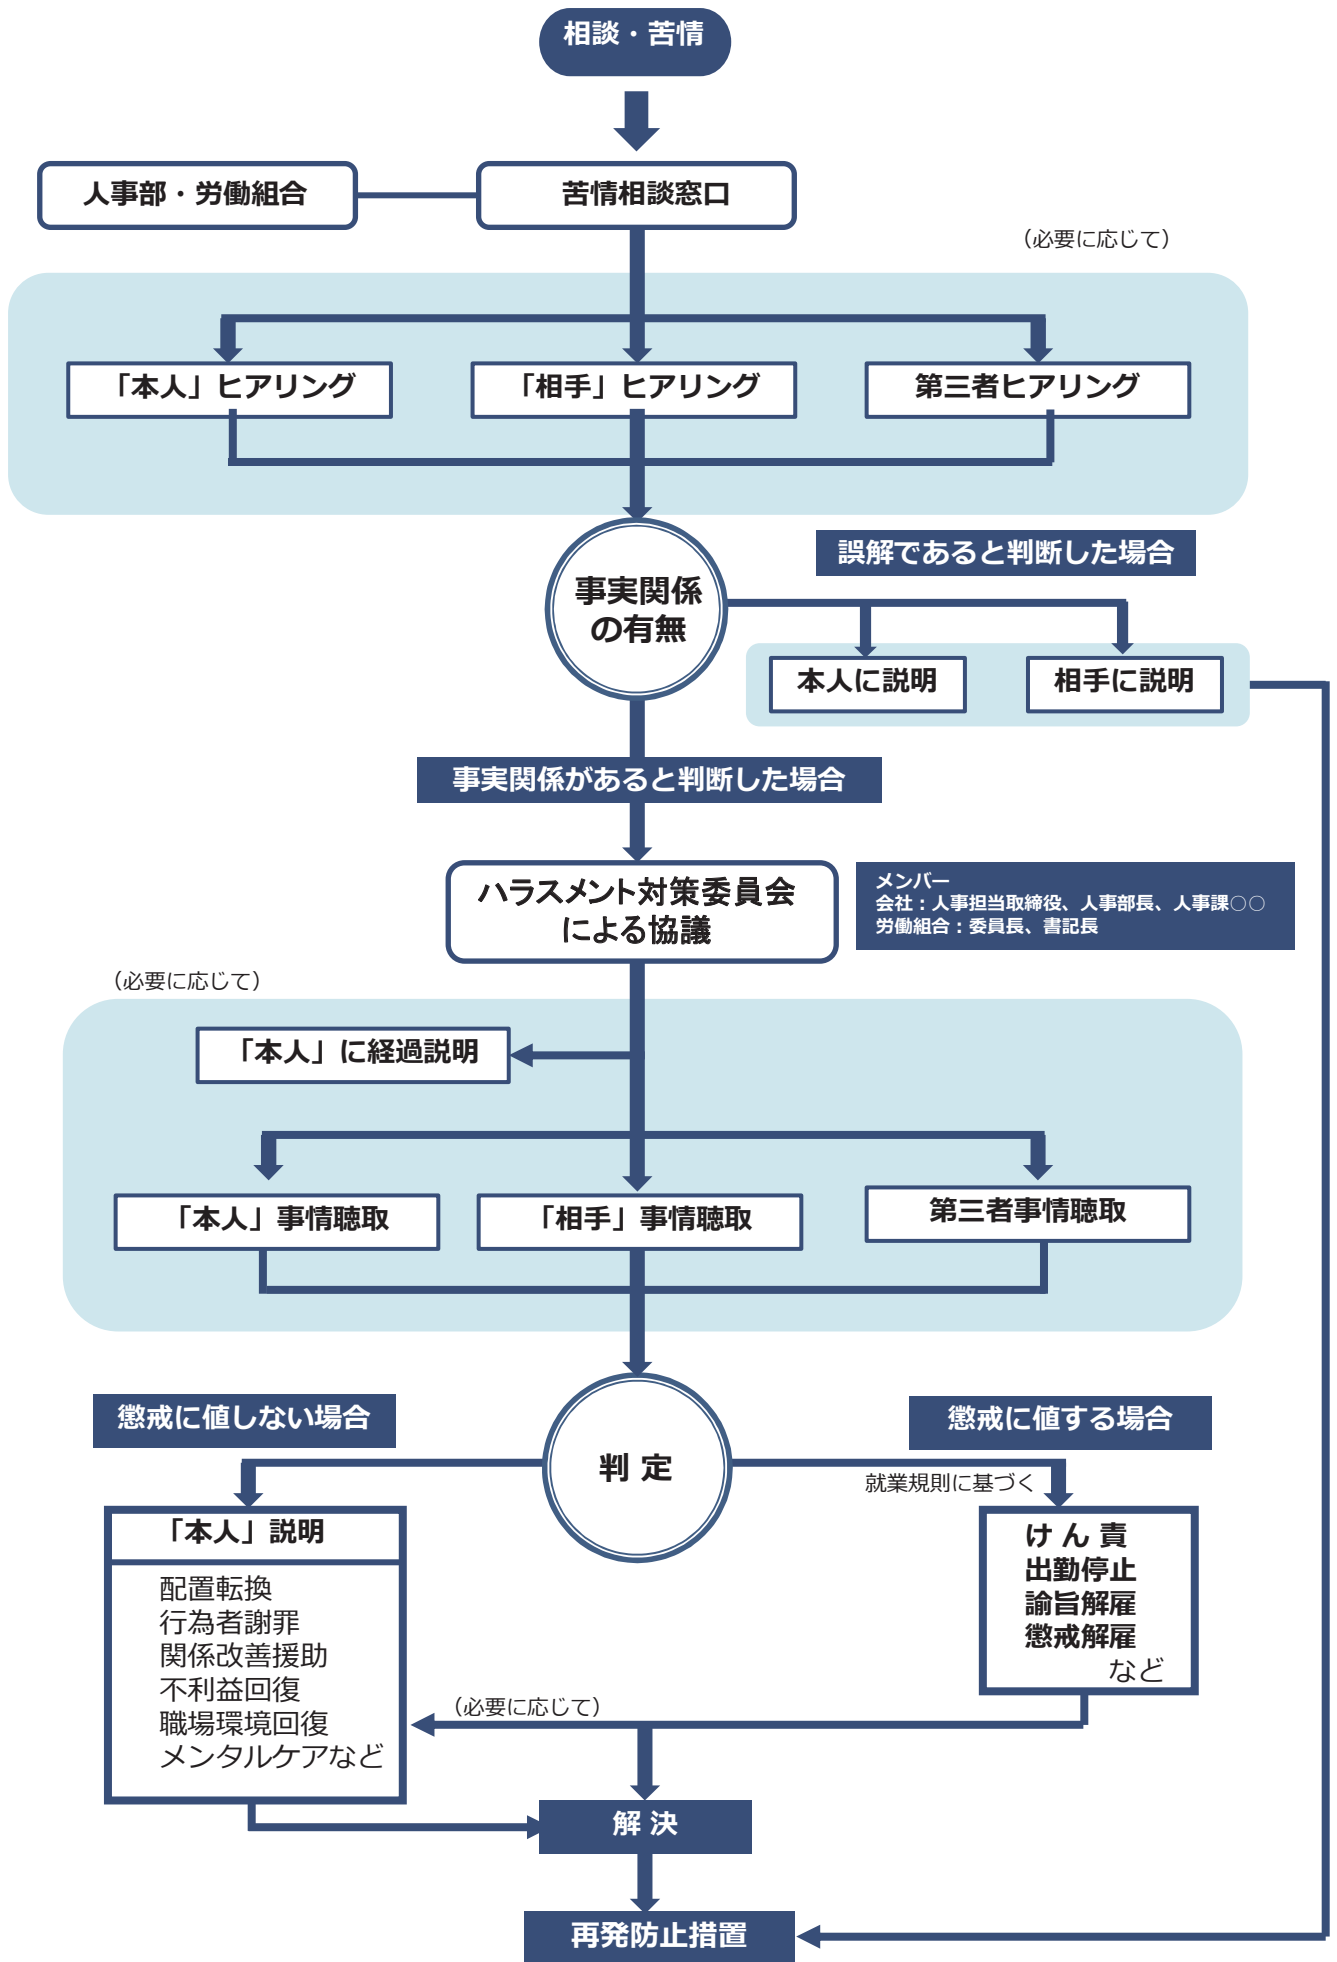 相談・苦情
人事部・労働組合
苦情相談窓口
（必要に応じて）
「本人」ヒアリング
「相手」ヒアリング
第三者ヒアリング
誤解であると判断した場合
事実関係
の有無
本人に説明
相手に説明
事実関係があると判断した場合
ハラスメント対策委員会
による協議
メンバー
会社：人事担当取締役、人事部長、人事課○○
労働組合：委員長、書記長
（必要に応じて）
「本人」に経過説明
「本人」事情聴取
「相手」事情聴取
第三者事情聴取
懲戒に値しない場合
懲戒に値する場合
判 定
就業規則に基づく
「本人」説明
配置転換
行為者謝罪
関係改善援助
不利益回復
職場環境回復
メンタルケアなど
け ん 責
出勤停止
諭旨解雇
懲戒解雇
など
（必要に応じて）
解 決
再発防止措置